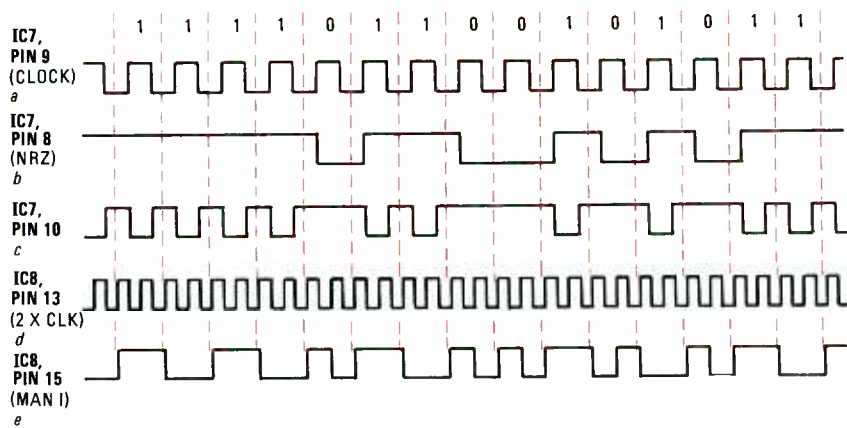 1 1 1 1 0 1 1 0 0 1 0 1 0 1 1
IC7,
PIN 9
(CLOCK)
a
IC7,
PIN 8
(NRZ)
b
IC7,
PIN 10
c
IC8,
PIN 13
(2 X CLK)
d
IC8,
PIN 15
(MAN I)
e